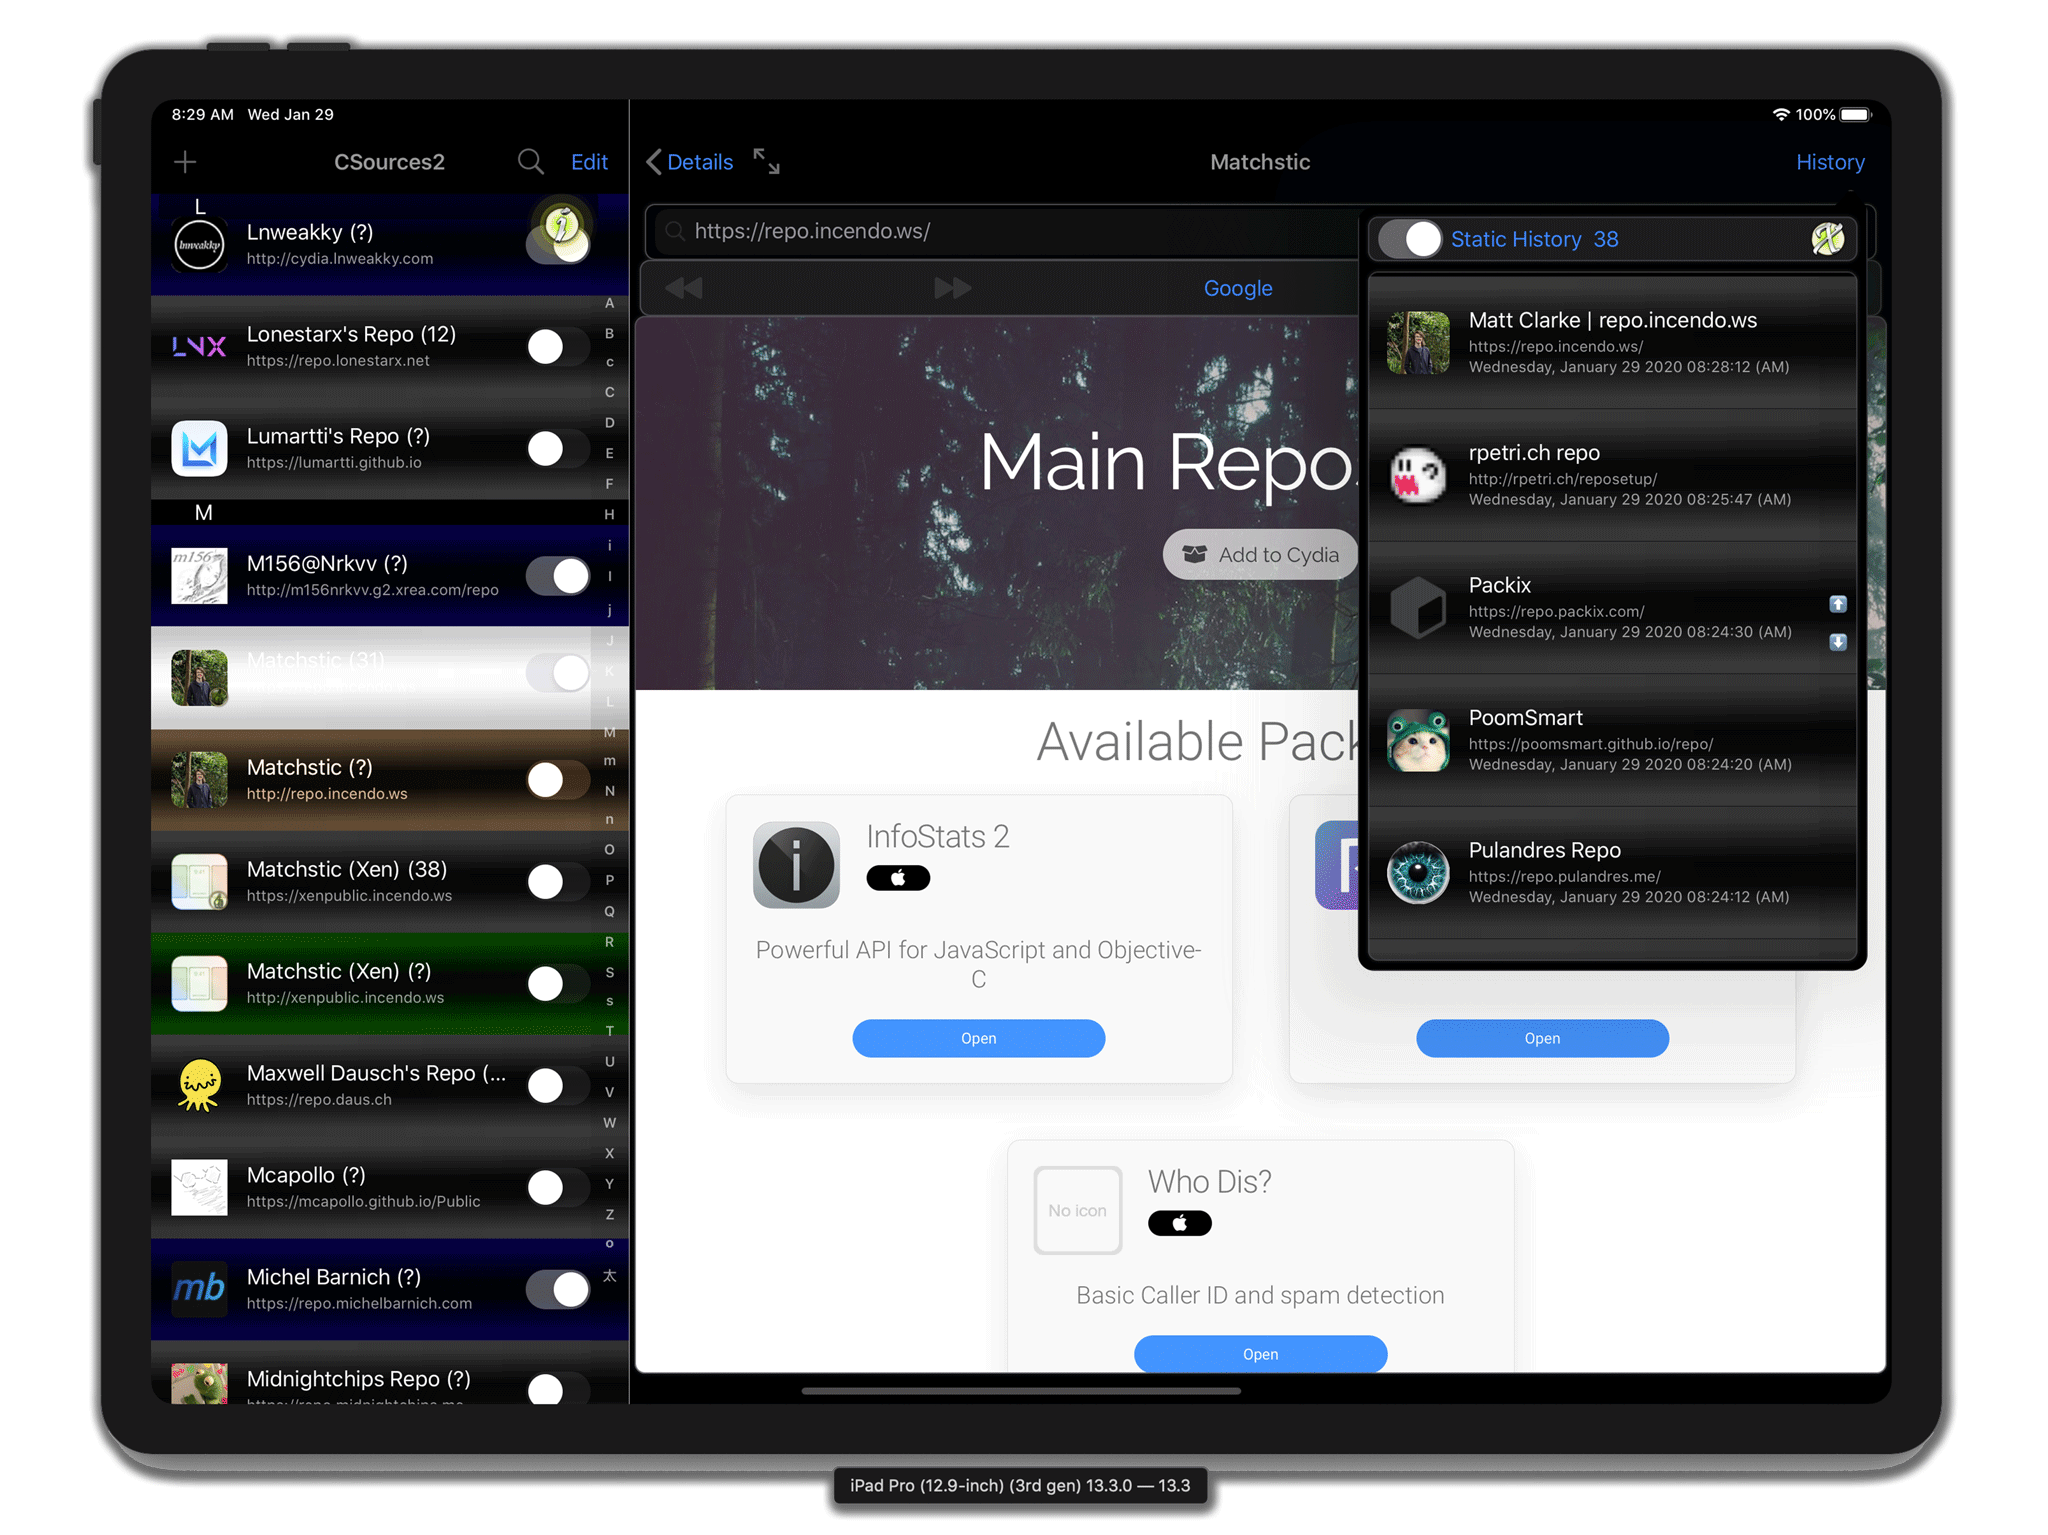 8:29 AM Wed Jan 29
100%
CSources2
Edit
L
Lnweakky (?)
http://cydia.lnweakky.com
lnweakky
Lonestarx's Repo (12)
https://repo.lonestarx.net
LNX
Lumartti's Repo (?)
https://lumartti.github.io
M
M156@Nrkvv (?)
http://m156nrkvv.g2.xrea.com/repo
m156
Matchstic (31)
Matchstic (?)
http://repo.incendo.ws
Matchstic (Xen) (38)
https://xenpublic.incendo.ws
Matchstic (Xen) (?)
http://xenpublic.incendo.ws
Maxwell Dausch's Repo (...
https://repo.daus.ch
Mcapollo (?)
https://mcapollo.github.io/Public
mb
Michel Barnich (?)
https://repo.michelbarnich.com
Midnightchips Repo (?)
A
B
c
C
D
E
F
H
i
I
j
J
K
L
M
m
N
n
O
P
Q
R
S
s
T
U
V
W
X
Y
Z
o
太
Details
Matchstic
History
https://repo.incendo.ws/
Google
Main Repos
Add to Cydia
Available Pack
InfoStats 2
Powerful API for JavaScript and Objective-
C
Open
Open
No icon
Who Dis?
Basic Caller ID and spam detection
Open
Static History 38
Matt Clarke | repo.incendo.ws
https://repo.incendo.ws/
Wednesday, January 29 2020 08:28:12 (AM)
rpetri.ch repo
http://rpetri.ch/reposetup/
Wednesday, January 29 2020 08:25:47 (AM)
Packix
https://repo.packix.com/
Wednesday, January 29 2020 08:24:30 (AM)
PoomSmart
https://poomsmart.github.io/repo/
Wednesday, January 29 2020 08:24:20 (AM)
Pulandres Repo
https://repo.pulandres.me/
Wednesday, January 29 2020 08:24:12 (AM)
iPad Pro (12.9-inch) (3rd gen) 13.3.0 — 13.3